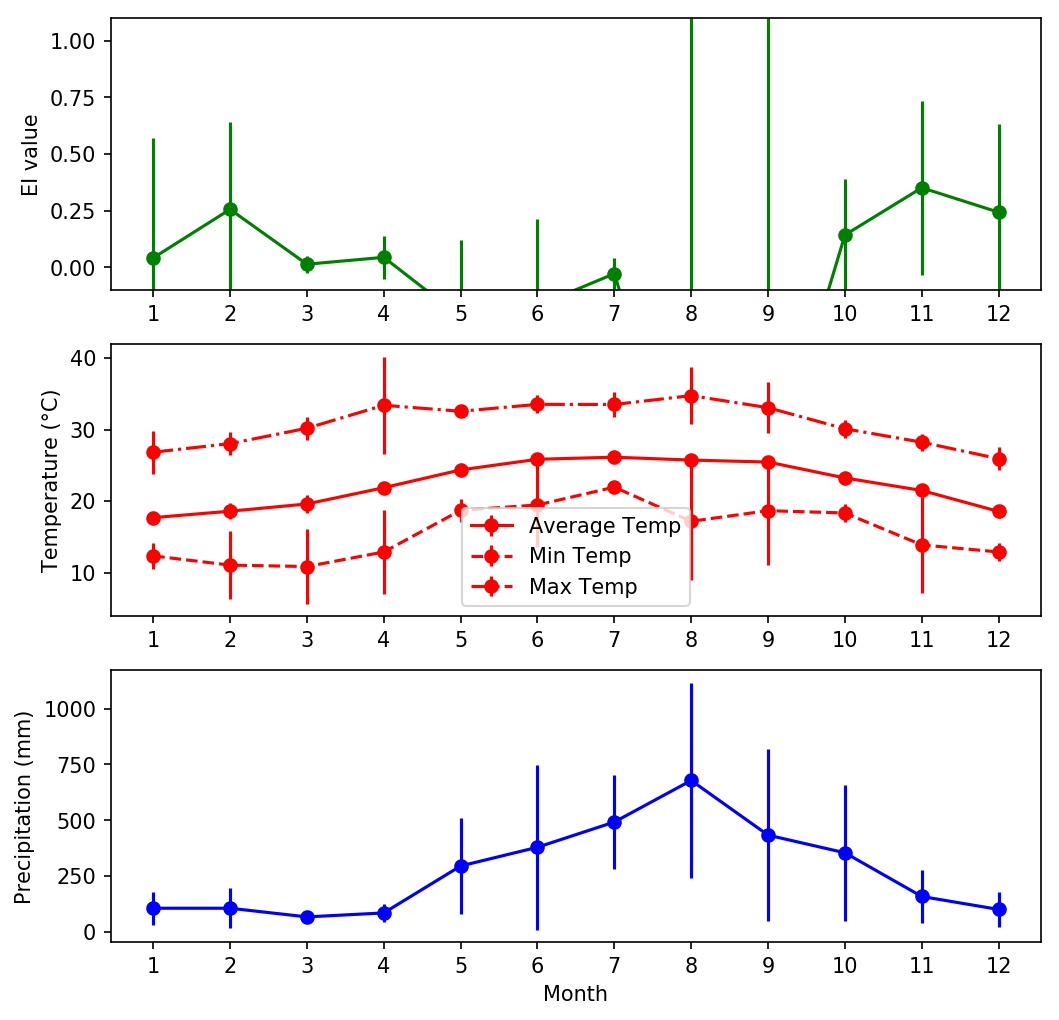 EI value
1.00
0.75
0.50
0.25
0.00
1 2 3 4 5 6 7 8 9 10 11 12
Temperature (°C)
40
30
20
10
Average Temp
Min Temp
Max Temp
1 2 3 4 5 6 7 8 9 10 11 12
Precipitation (mm)
1000
750
500
250
0
1 2 3 4 5 6 7 8 9 10 11 12
Month